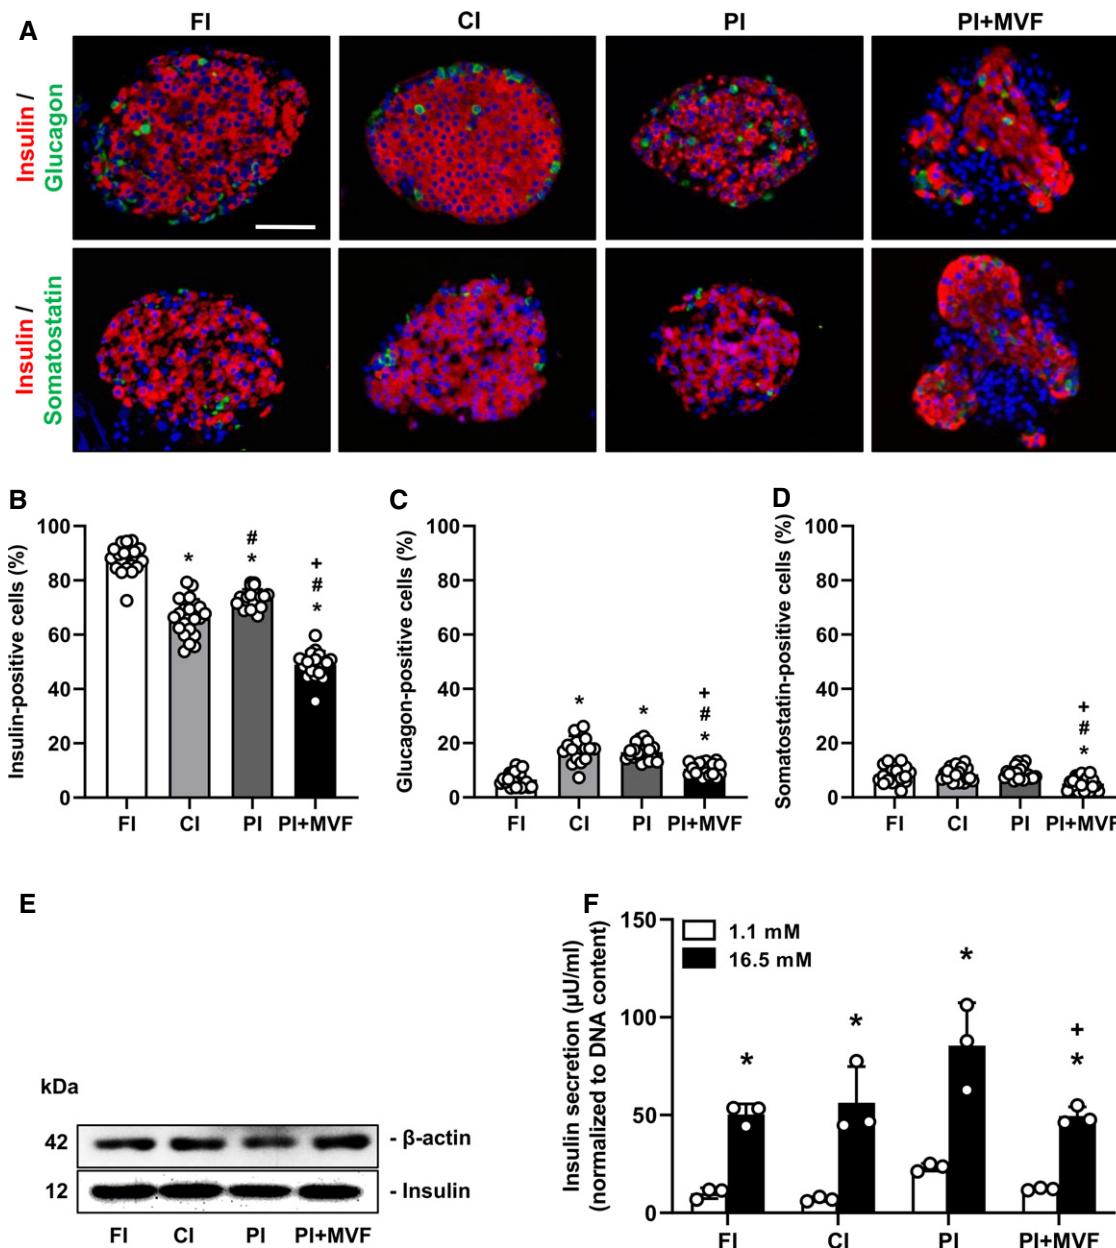 A
FI CI PI PI+MVF
Insulin /
Glucagon
Insulin /
Somatostatin
B
Insulin-positive cells (%)
100
80
60
40
20
0
*
#
*
+
#
*
FI CI PI PI+MVF
C
Glucagon-positive cells (%)
100
80
60
40
20
0
*
*
+
#
*
FI CI PI PI+MVF
D
Somatostatin-positive cells (%)
100
80
60
40
20
0
+
#
*
FI CI PI PI+MVF
E
kDa
42 - β-actin
12 - Insulin
FI CI PI PI+MVF
F
Insulin secretion (µU/ml)
(normalized to DNA content)
150
100
50
0
1.1 mM
16.5 mM
*
*
*
+
*
FI CI PI PI+MVF